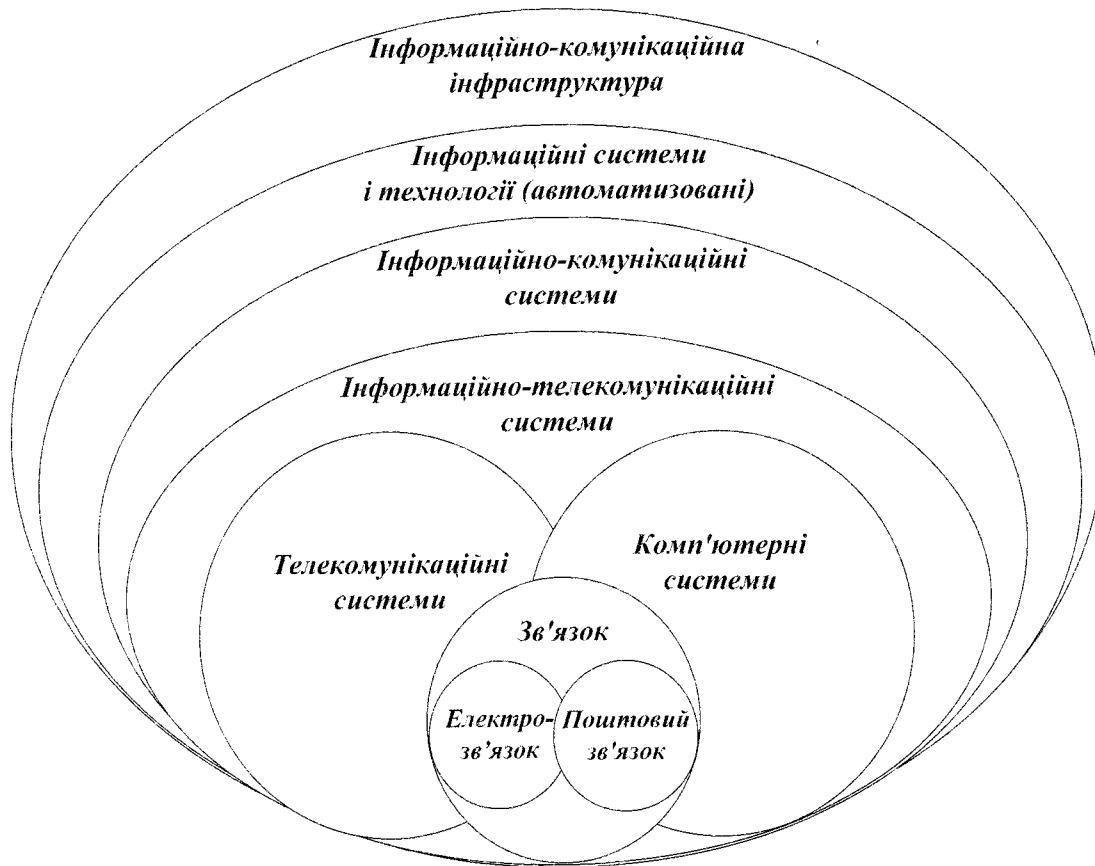 Інформаційно-комунікаційна
інфраструктура
Інформаційні системи
і технології (автоматизовані)
Інформаційно-комунікаційні
системи
Інформаційно-телекомунікаційні
системи
Телекомунікаційні
системи
Комп'ютерні
системи
Зв'язок
Електро-
зв'язок
Поштовий
зв'язок